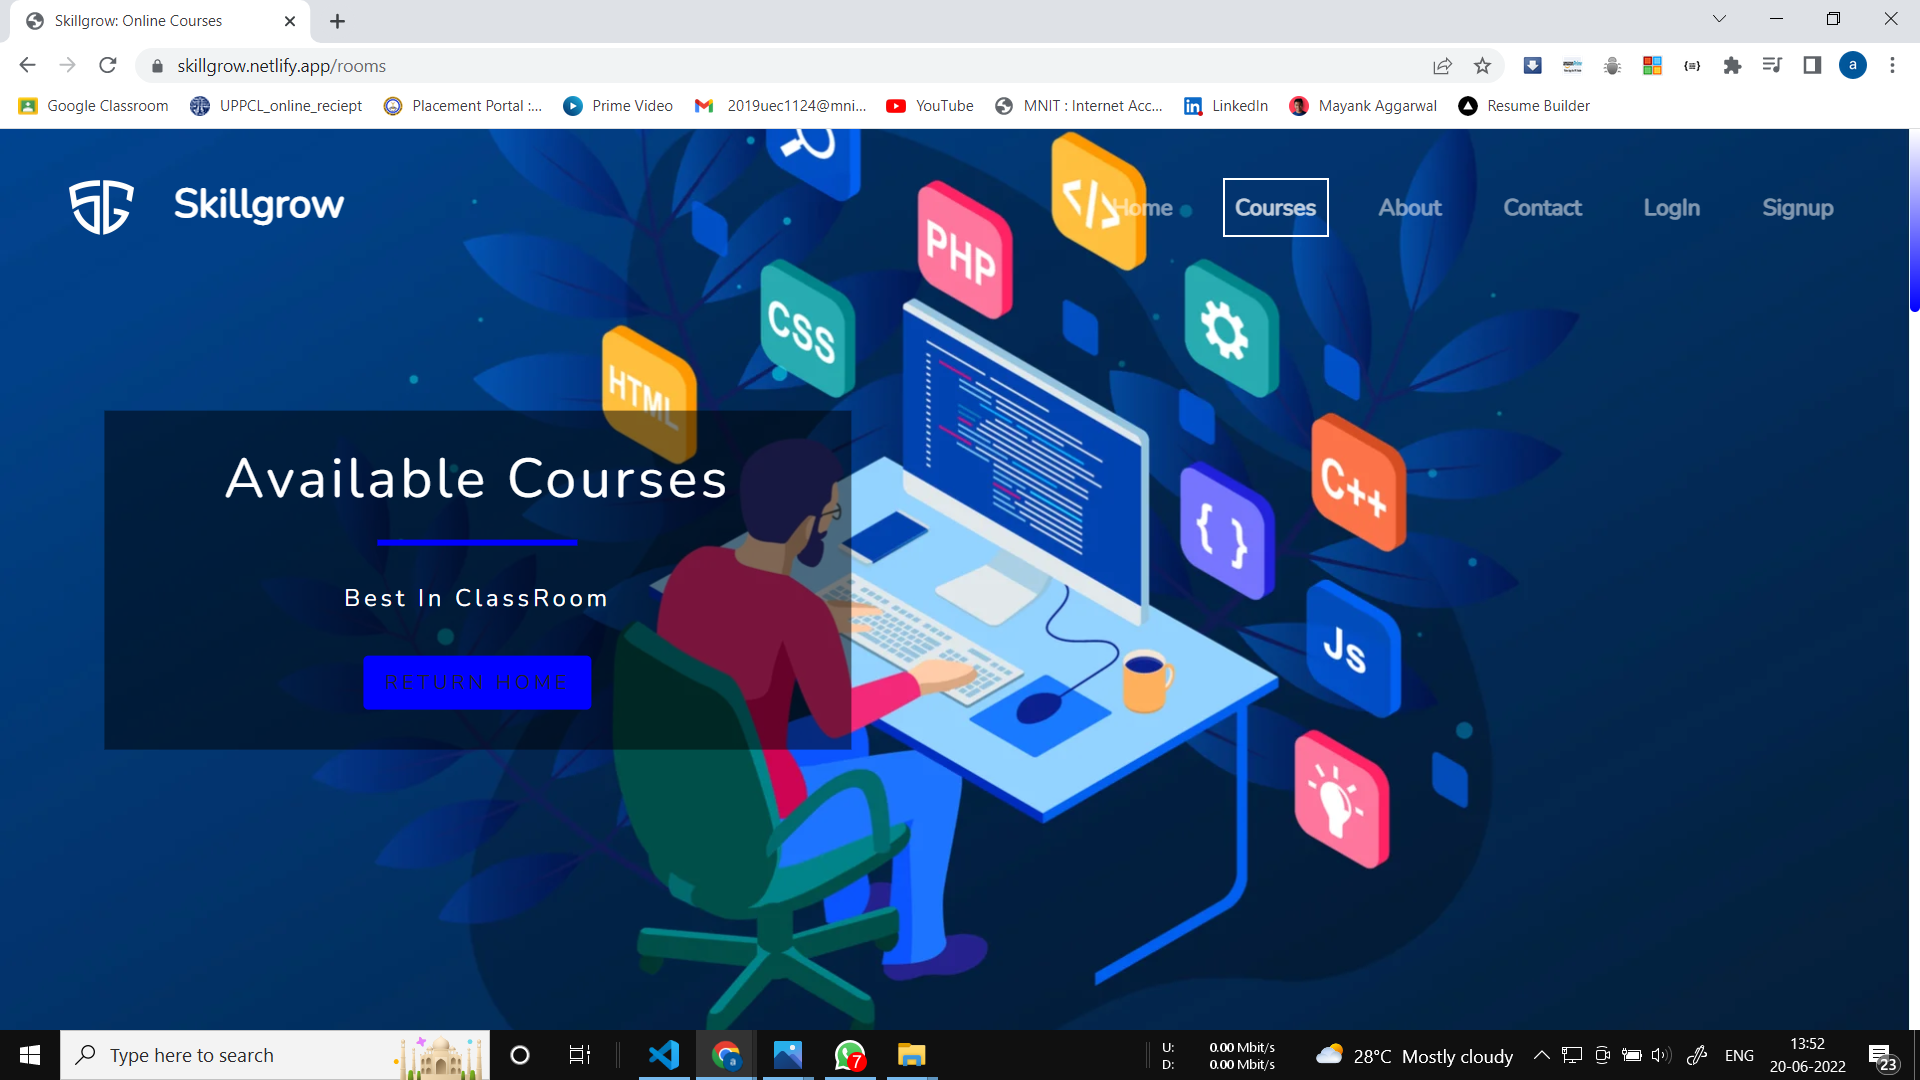 Skillgrow: Online Courses
skillgrow.netlify.app/rooms
a
Google Classroom
UPPCL_online_reciept
Placement Portal :...
Prime Video
2019uec1124@mni...
YouTube
MNIT : Internet Acc...
LinkedIn
Mayank Aggarwal
Resume Builder
SG
Skillgrow
Home
Courses
About
Contact
LogIn
Signup
</>
PHP
CSS
HTML
C++
{ }
Js
Available Courses
Best In ClassRoom
RETURN HOME
Type here to search
a
7
U: 0.00 Mbit/s
D: 0.00 Mbit/s
28°C Mostly cloudy
ENG
13:52
20-06-2022
23